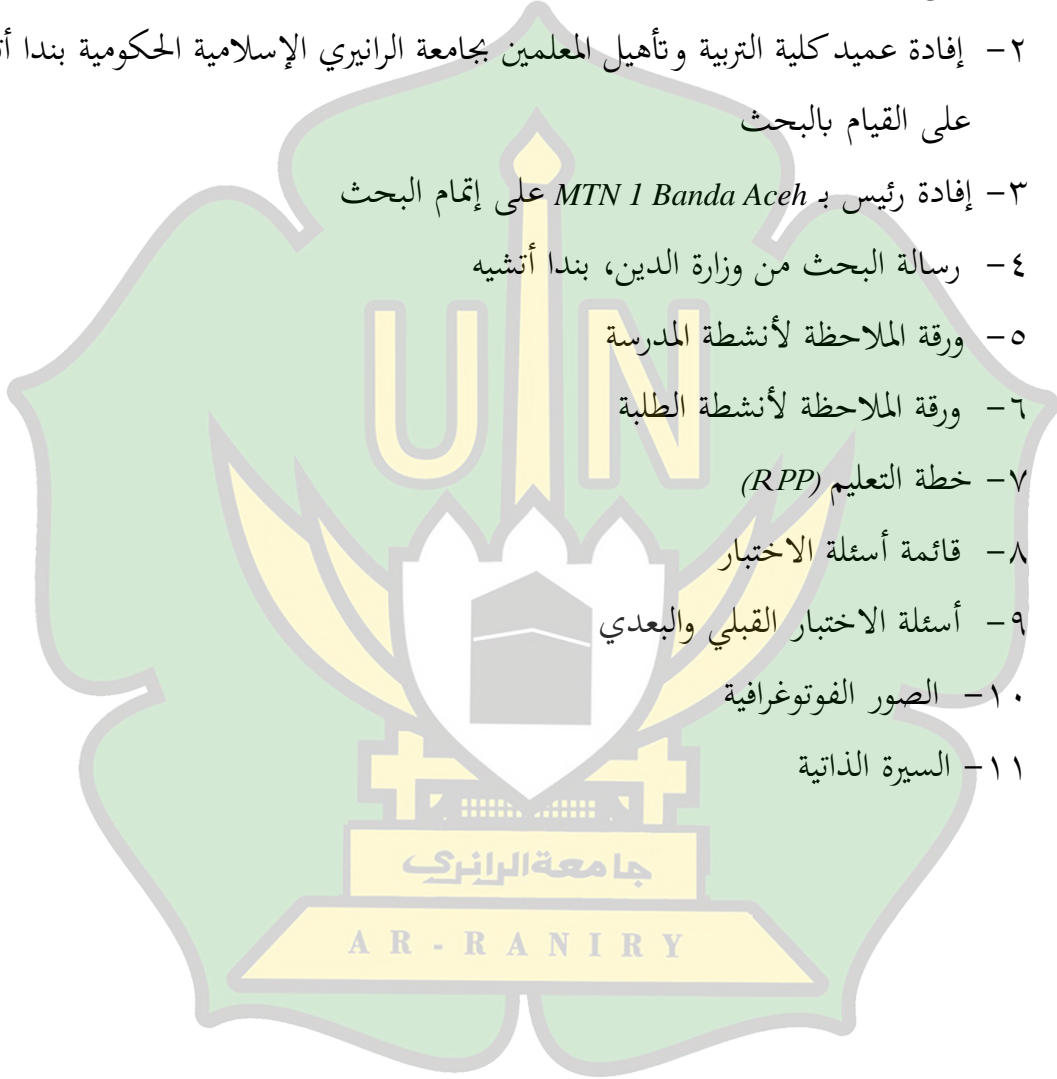 ٢- إفادة عميد كلية التربية وتأهيل المعلمين بجامعة الرانيري الإسلامية الحكومية بندا
على القيام بالبحث
٣- إفادة رئيس بـ MTN 1 Banda Aceh على إتمام البحث
٤- رسالة البحث من وزارة الدين، بندا أتشيه
٥- ورقة الملاحظة لأنشطة المدرسة
٦- ورقة الملاحظة لأنشطة الطلبة
٧- خطة التعليم (RPP)
٨- قائمة أسئلة الاختبار
٩- أسئلة الاختبار القبلي والبعدي
١٠- الصور الفوتوغرافية
١١- السيرة الذاتية
UIN
جامعة الرانري
AR-RANIRY